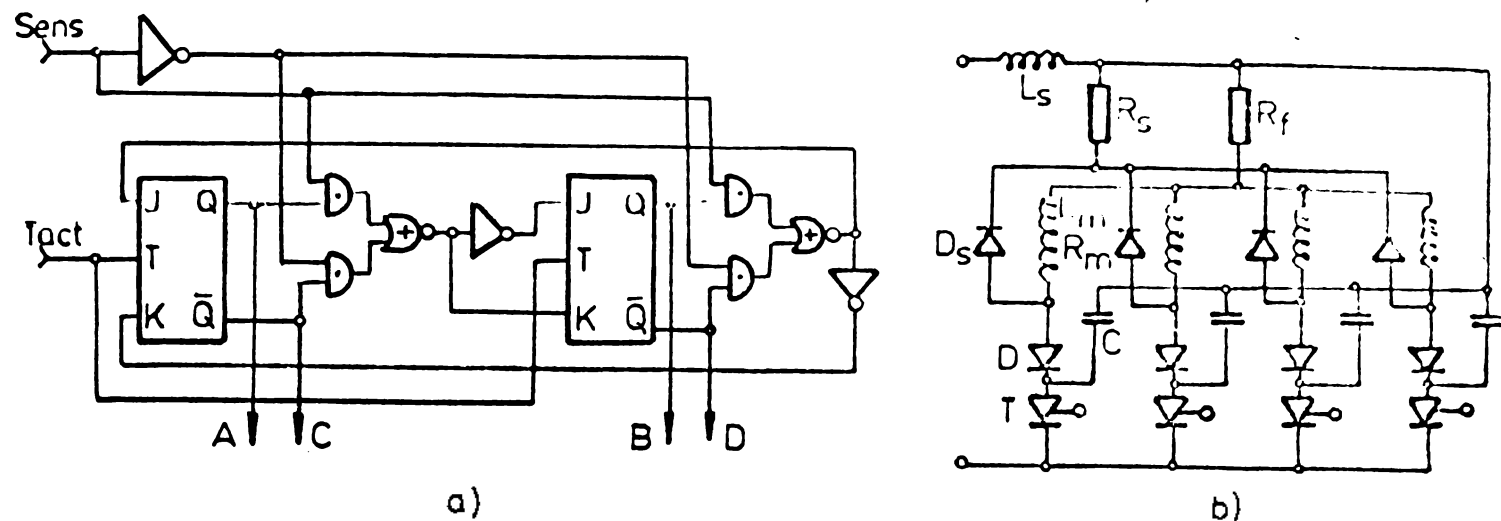 Sens
Tact
J Q
T
K Q̄
J Q
T
K Q̄
A C B D
a)
Ls
Rs Rf
Lm
Ds Rm
D C
T
b)